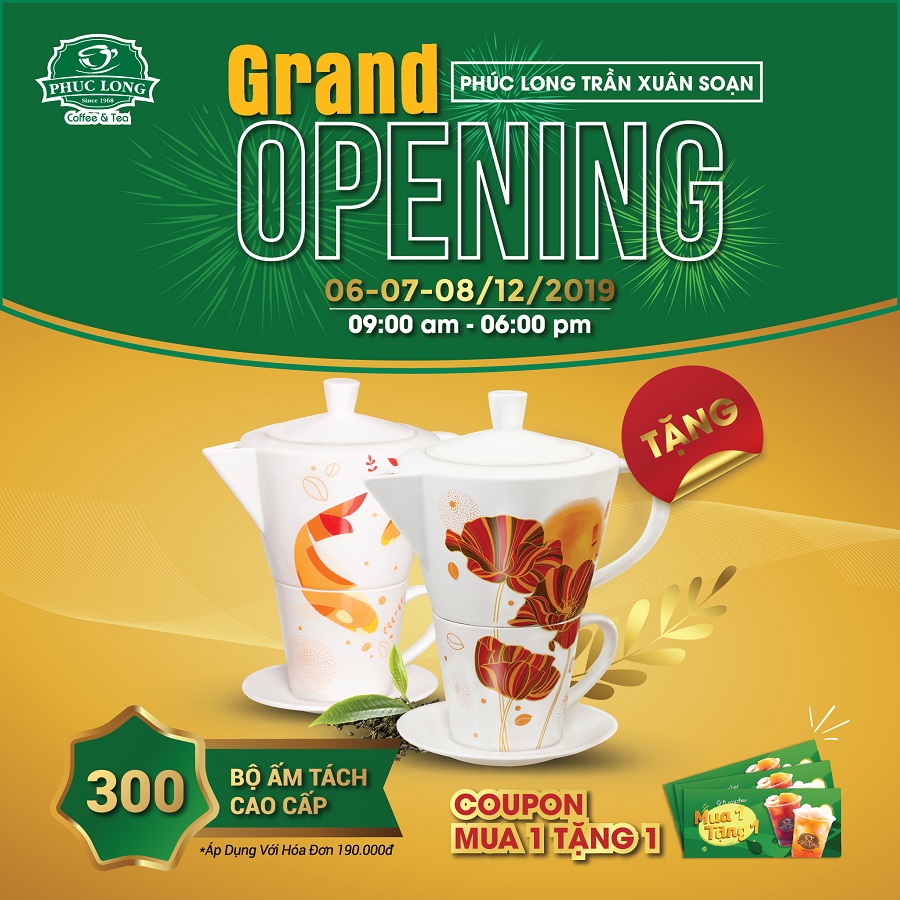 PHUC LONG
Since 1968
Coffee & Tea
Grand
PHÚC LONG TRẦN XUÂN SOẠN
OPENING
06-07-08/12/2019
09:00 am - 06:00 pm
TẶNG
300
BỘ ẤM TÁCH
CAO CẤP
*Áp Dụng Với Hóa Đơn 190.000đ
COUPON
MUA 1 TẶNG 1
Mua 1
Tặng 1